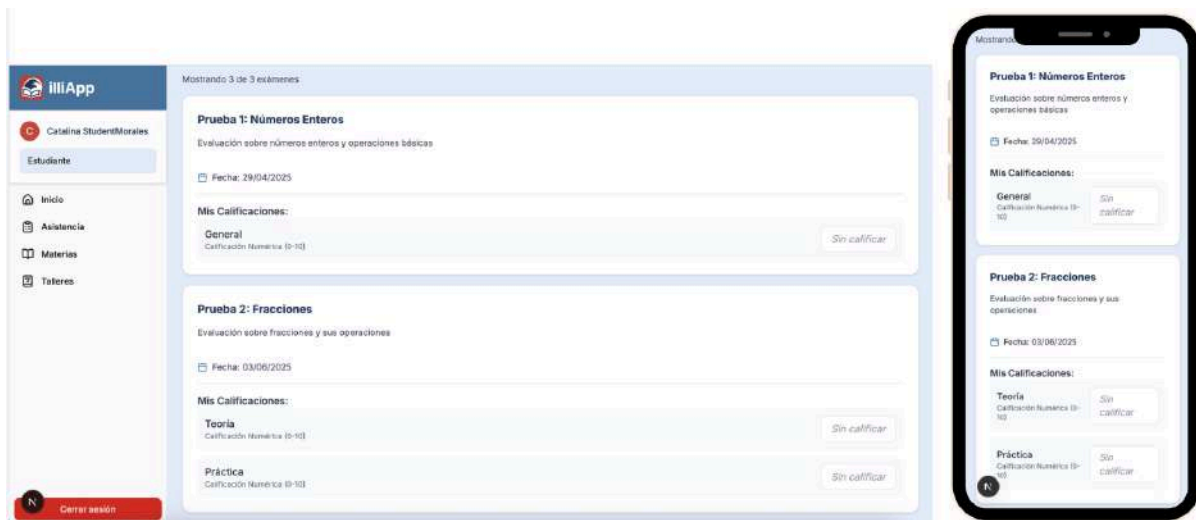 illiApp
C
Catalina StudentMorales
Estudiante
Inicio
Asistencia
Materias
Talleres
N
Cerrar sesión
Mostrando 3 de 3 exámenes
Prueba 1: Números Enteros
Evaluación sobre números enteros y operaciones básicas
Fecha: 29/04/2025
Mis Calificaciones:
General
Calificación Numérica (0-10)
Sin calificar
Prueba 2: Fracciones
Evaluación sobre fracciones y sus operaciones
Fecha: 03/06/2025
Mis Calificaciones:
Teoría
Calificación Numérica (0-10)
Sin calificar
Práctica
Calificación Numérica (0-10)
Sin calificar
Prueba 1: Números Enteros
Evaluación sobre números enteros y
operaciones básicas
Fecha: 29/04/2025
Mis Calificaciones:
General
Calificación Numérica (0-
10)
Sin
calificar
Prueba 2: Fracciones
Evaluación sobre fracciones y sus
operaciones
Fecha: 03/06/2025
Mis Calificaciones:
Teoría
Calificación Numérica (0-
10)
Sin
calificar
Práctica
Calificación Numérica (0-
10)
Sin
calificar
N